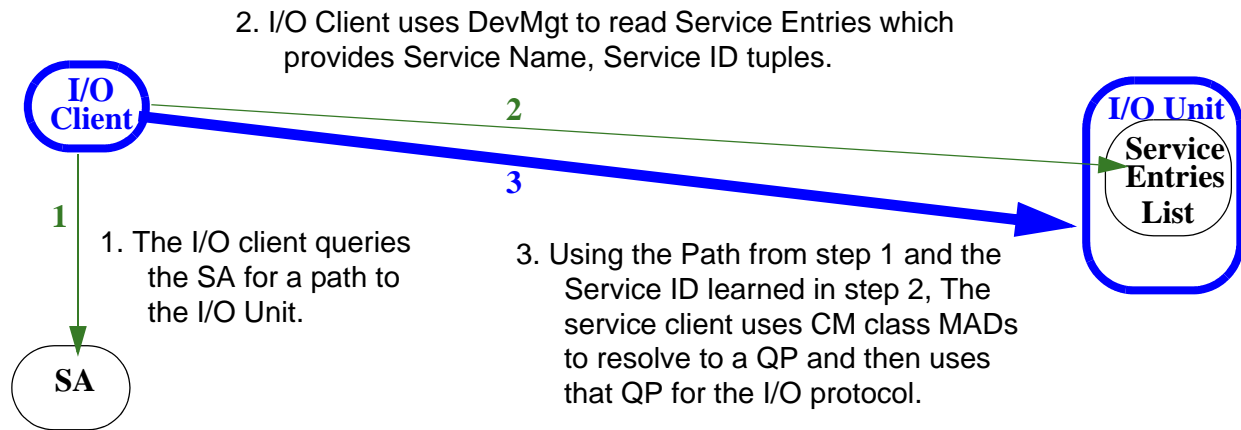 2. I/O Client uses DevMgt to read Service Entries which
provides Service Name, Service ID tuples.
I/O
Client
2
I/O Unit
Service
Entries
List
3
1
1. The I/O client queries
the SA for a path to
the I/O Unit.
3. Using the Path from step 1 and the
Service ID learned in step 2, The
service client uses CM class MADs
to resolve to a QP and then uses
that QP for the I/O protocol.
SA